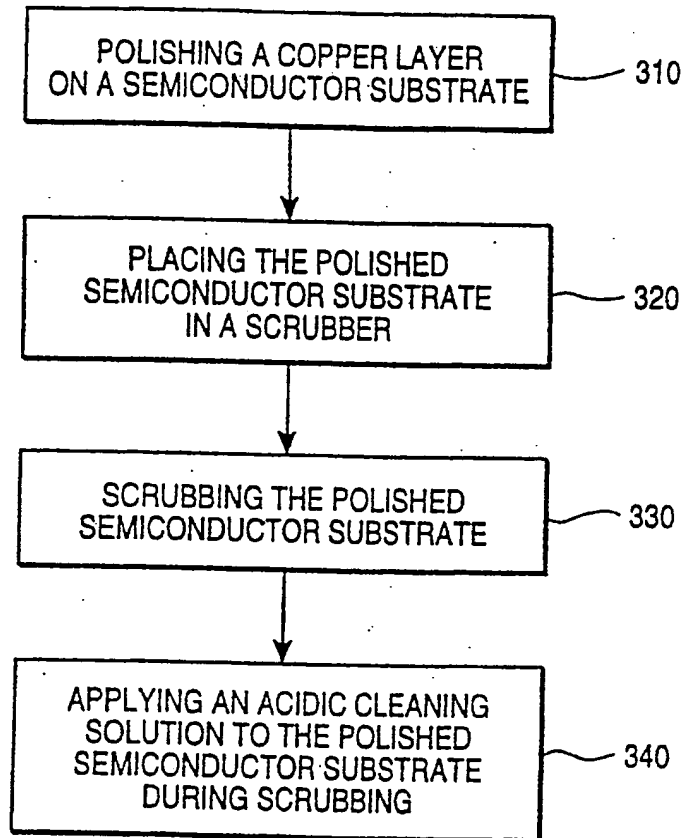 POLISHING A COPPER LAYER
ON A SEMICONDUCTOR SUBSTRATE
310
PLACING THE POLISHED
SEMICONDUCTOR SUBSTRATE
IN A SCRUBBER
320
SCRUBBING THE POLISHED
SEMICONDUCTOR SUBSTRATE
330
APPLYING AN ACIDIC CLEANING
SOLUTION TO THE POLISHED
SEMICONDUCTOR SUBSTRATE
DURING SCRUBBING
340